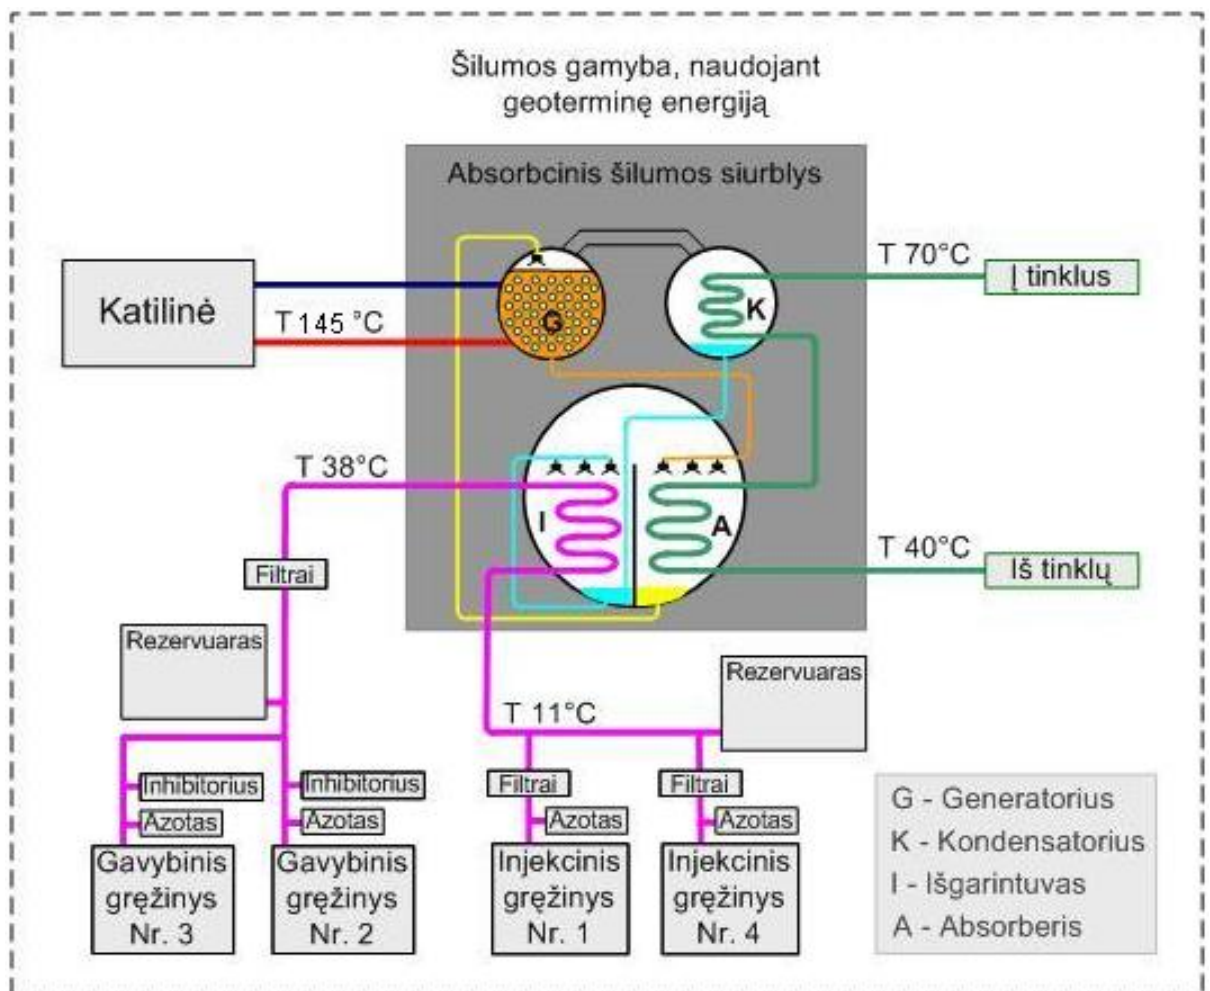 Šilumos gamyba, naudojant
geoterminę energiją
Absorbcinis šilumos siurblys
T 70°C
Į tinklus
Katilinė
T 145 °C
G
K
T 38°C
I
A
T 40°C
Iš tinklų
Filtrai
Rezervuaras
Rezervuaras
T 11°C
Inhibitorius
Inhibitorius
Filtrai
Filtrai
Azotas
Azotas
Azotas
Azotas
Gavybinis
gręžinys
Nr. 3
Gavybinis
gręžinys
Nr. 2
Injekcinis
gręžinys
Nr. 1
Injekcinis
gręžinys
Nr. 4
G - Generatorius
K - Kondensatorius
I - Išgarintuvas
A - Absorberis